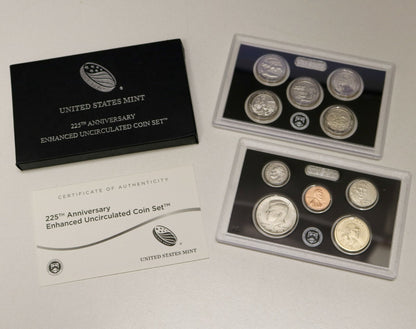 UNITED STATES MINT
225TH ANNIVERSARY
ENHANCED UNCIRCULATED COIN SET™
CERTIFICATE OF AUTHENTICITY
225TH Anniversary
Enhanced Uncirculated Coin Set™
UNITED STATES MINT